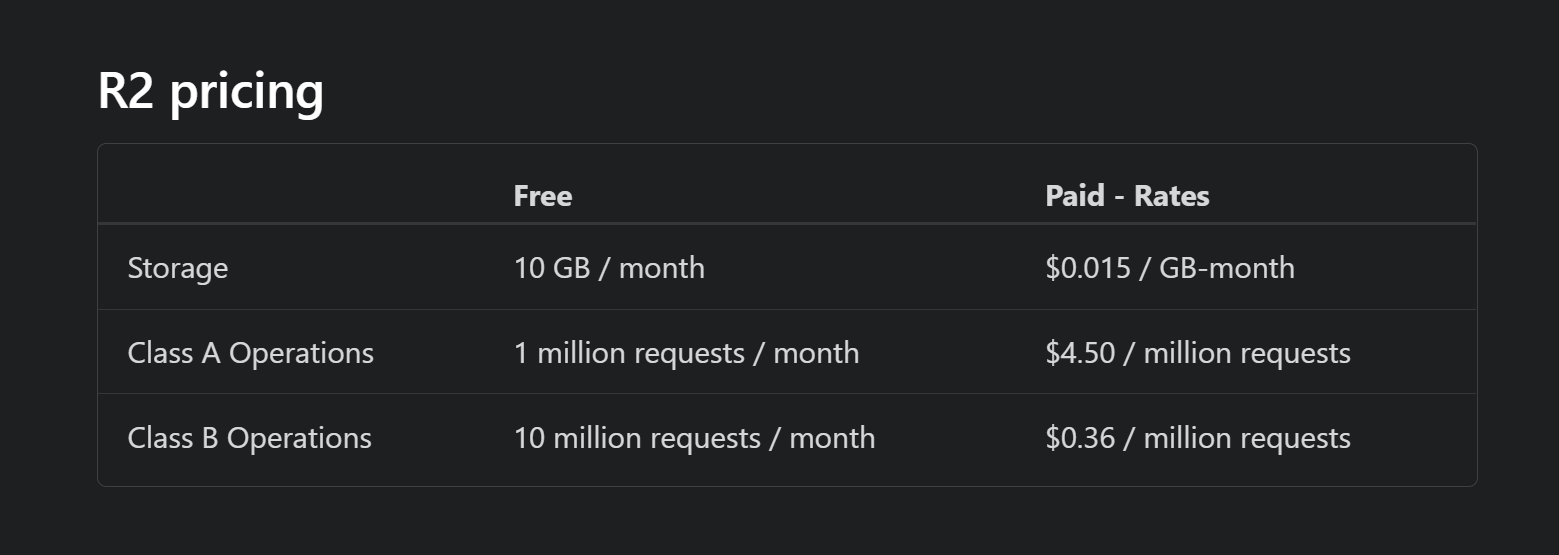 R2 pricing
Free Paid - Rates
Storage 10 GB / month $0.015 / GB-month
Class A Operations 1 million requests / month $4.50 / million requests
Class B Operations 10 million requests / month $0.36 / million requests